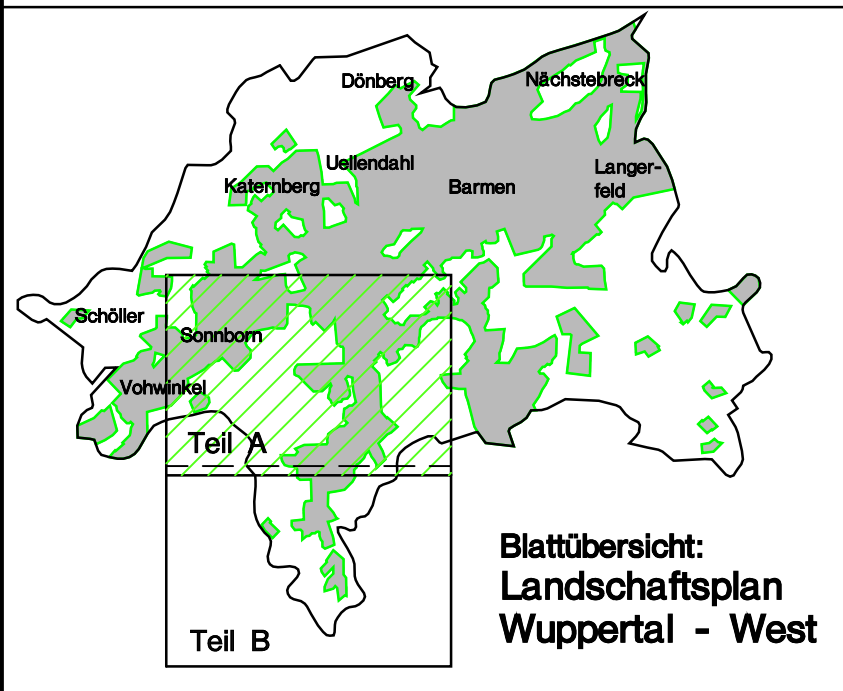 Dönberg
Nächstebreck
Uellendahl
Katernberg
Barmen
Langer-
feld
Schöller
Sonnborn
Vohwinkel
Teil A
Teil B
Blattübersicht:
Landschaftsplan
Wuppertal - West